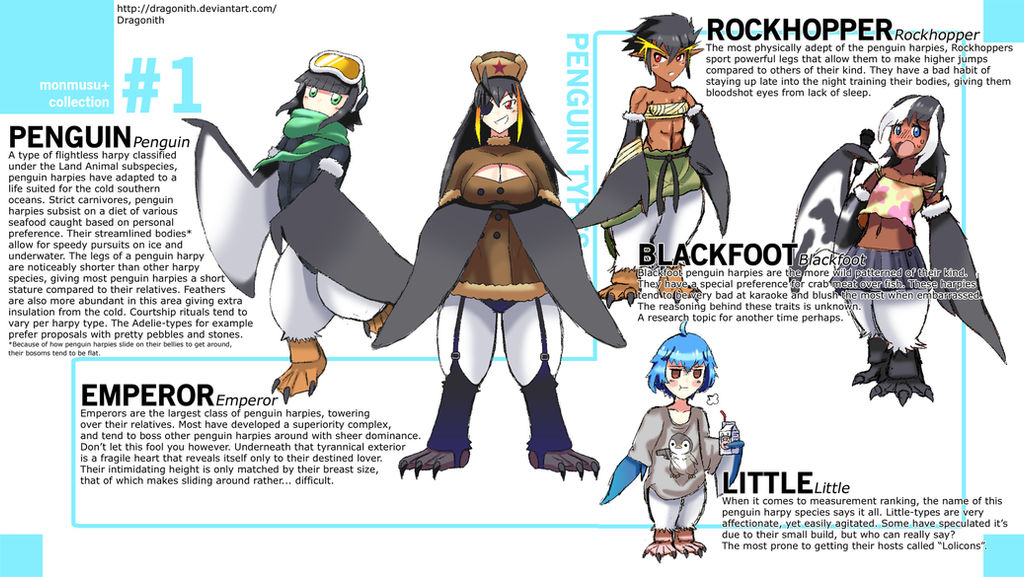 http://dragonith.deviantart.com/
Dragonith
monmusu+
collection
#1
PENGUIN Penguin
A type of flightless harpy classified
under the Land Animal subspecies,
penguin harpies have adapted to a
life suited for the cold southern
oceans. Strict carnivores, penguin
harpies subsist on a diet of various
seafood caught based on personal
preference. Their streamlined bodies*
allow for speedy pursuits on ice and
underwater. The legs of a penguin harpy
are noticeably shorter than other harpy
species, giving most penguin harpies a short
stature compared to their relatives. Feathers
are also more abundant in this area giving extra
insulation from the cold. Courtship rituals tend to
vary per harpy type. The Adelie-types for example
prefer proposals with pretty pebbles and stones.
*Because of how penguin harpies slide on their bellies to get around,
their bosoms tend to be flat.
PENGUIN TYPES
EMPEROR Emperor
Emperors are the largest class of penguin harpies, towering
over their relatives. Most have developed a superiority complex,
and tend to boss other penguin harpies around with sheer dominance.
Don't let this fool you however. Underneath that tyrannical exterior
is a fragile heart that reveals itself only to their destined lover.
Their intimidating height is only matched by their breast size,
that of which makes sliding around rather... difficult.
ROCKHOPPER Rockhopper
The most physically adept of the penguin harpies, Rockhoppers
sport powerful legs that allow them to make higher jumps
compared to others of their kind. They have a bad habit of
staying up late into the night training their bodies, giving them
bloodshot eyes from lack of sleep.
BLACKFOOT Blackfoot
Blackfoot penguin harpies are the more wild patterned of their kind.
They have a special preference for crab meat over fish. These harpies
tend to be very bad at karaoke and blush the most when embarrassed.
The reasoning behind these traits is unknown.
A research topic for another time perhaps.
LITTLE Little
When it comes to measurement ranking, the name of this
penguin harpy species says it all. Little-types are very
affectionate, yet easily agitated. Some have speculated it's
due to their small build, but who can really say?
The most prone to getting their hosts called "Lolicons".